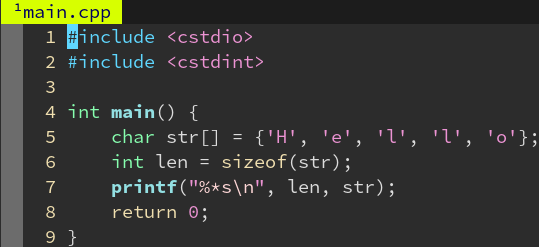 ¹main.cpp
1 #include <cstdio>
2 #include <cstdint>
3
4 int main() {
5     char str[] = {'H', 'e', 'l', 'l', 'o'};
6     int len = sizeof(str);
7     printf("%*s\n", len, str);
8     return 0;
9 }